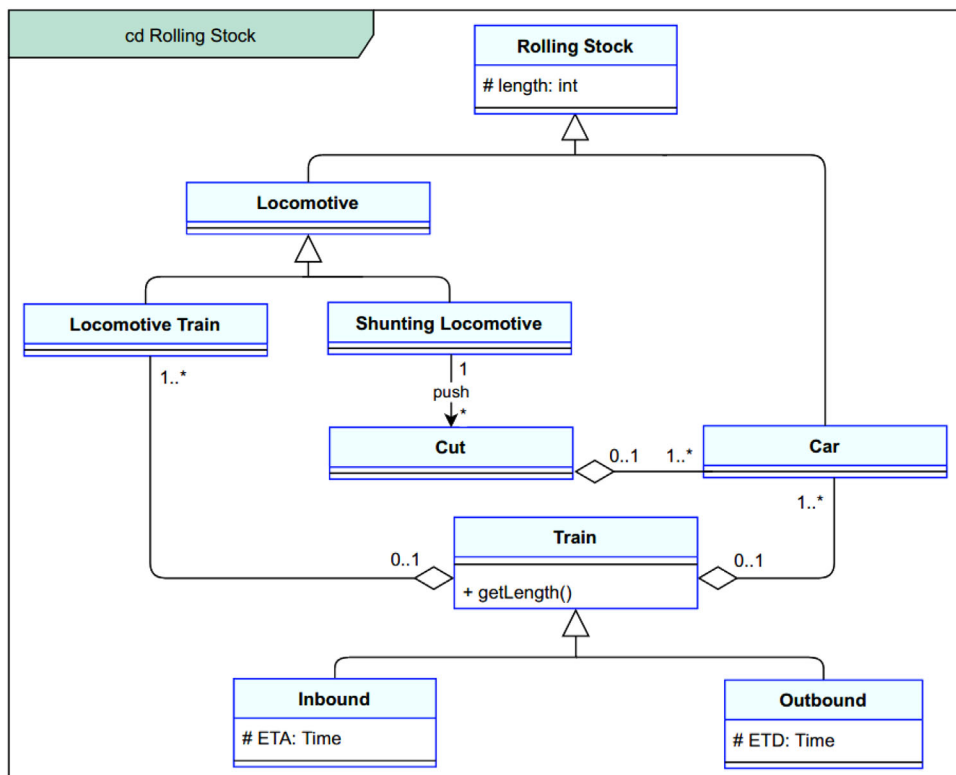 cd Rolling Stock
Rolling Stock
# length: int
Locomotive
Locomotive Train
Shunting Locomotive
1..*
1
push
*
Cut
0..1
1..*
Car
1..*
Train
0..1
0..1
+ getLength()
Inbound
# ETA: Time
Outbound
# ETD: Time